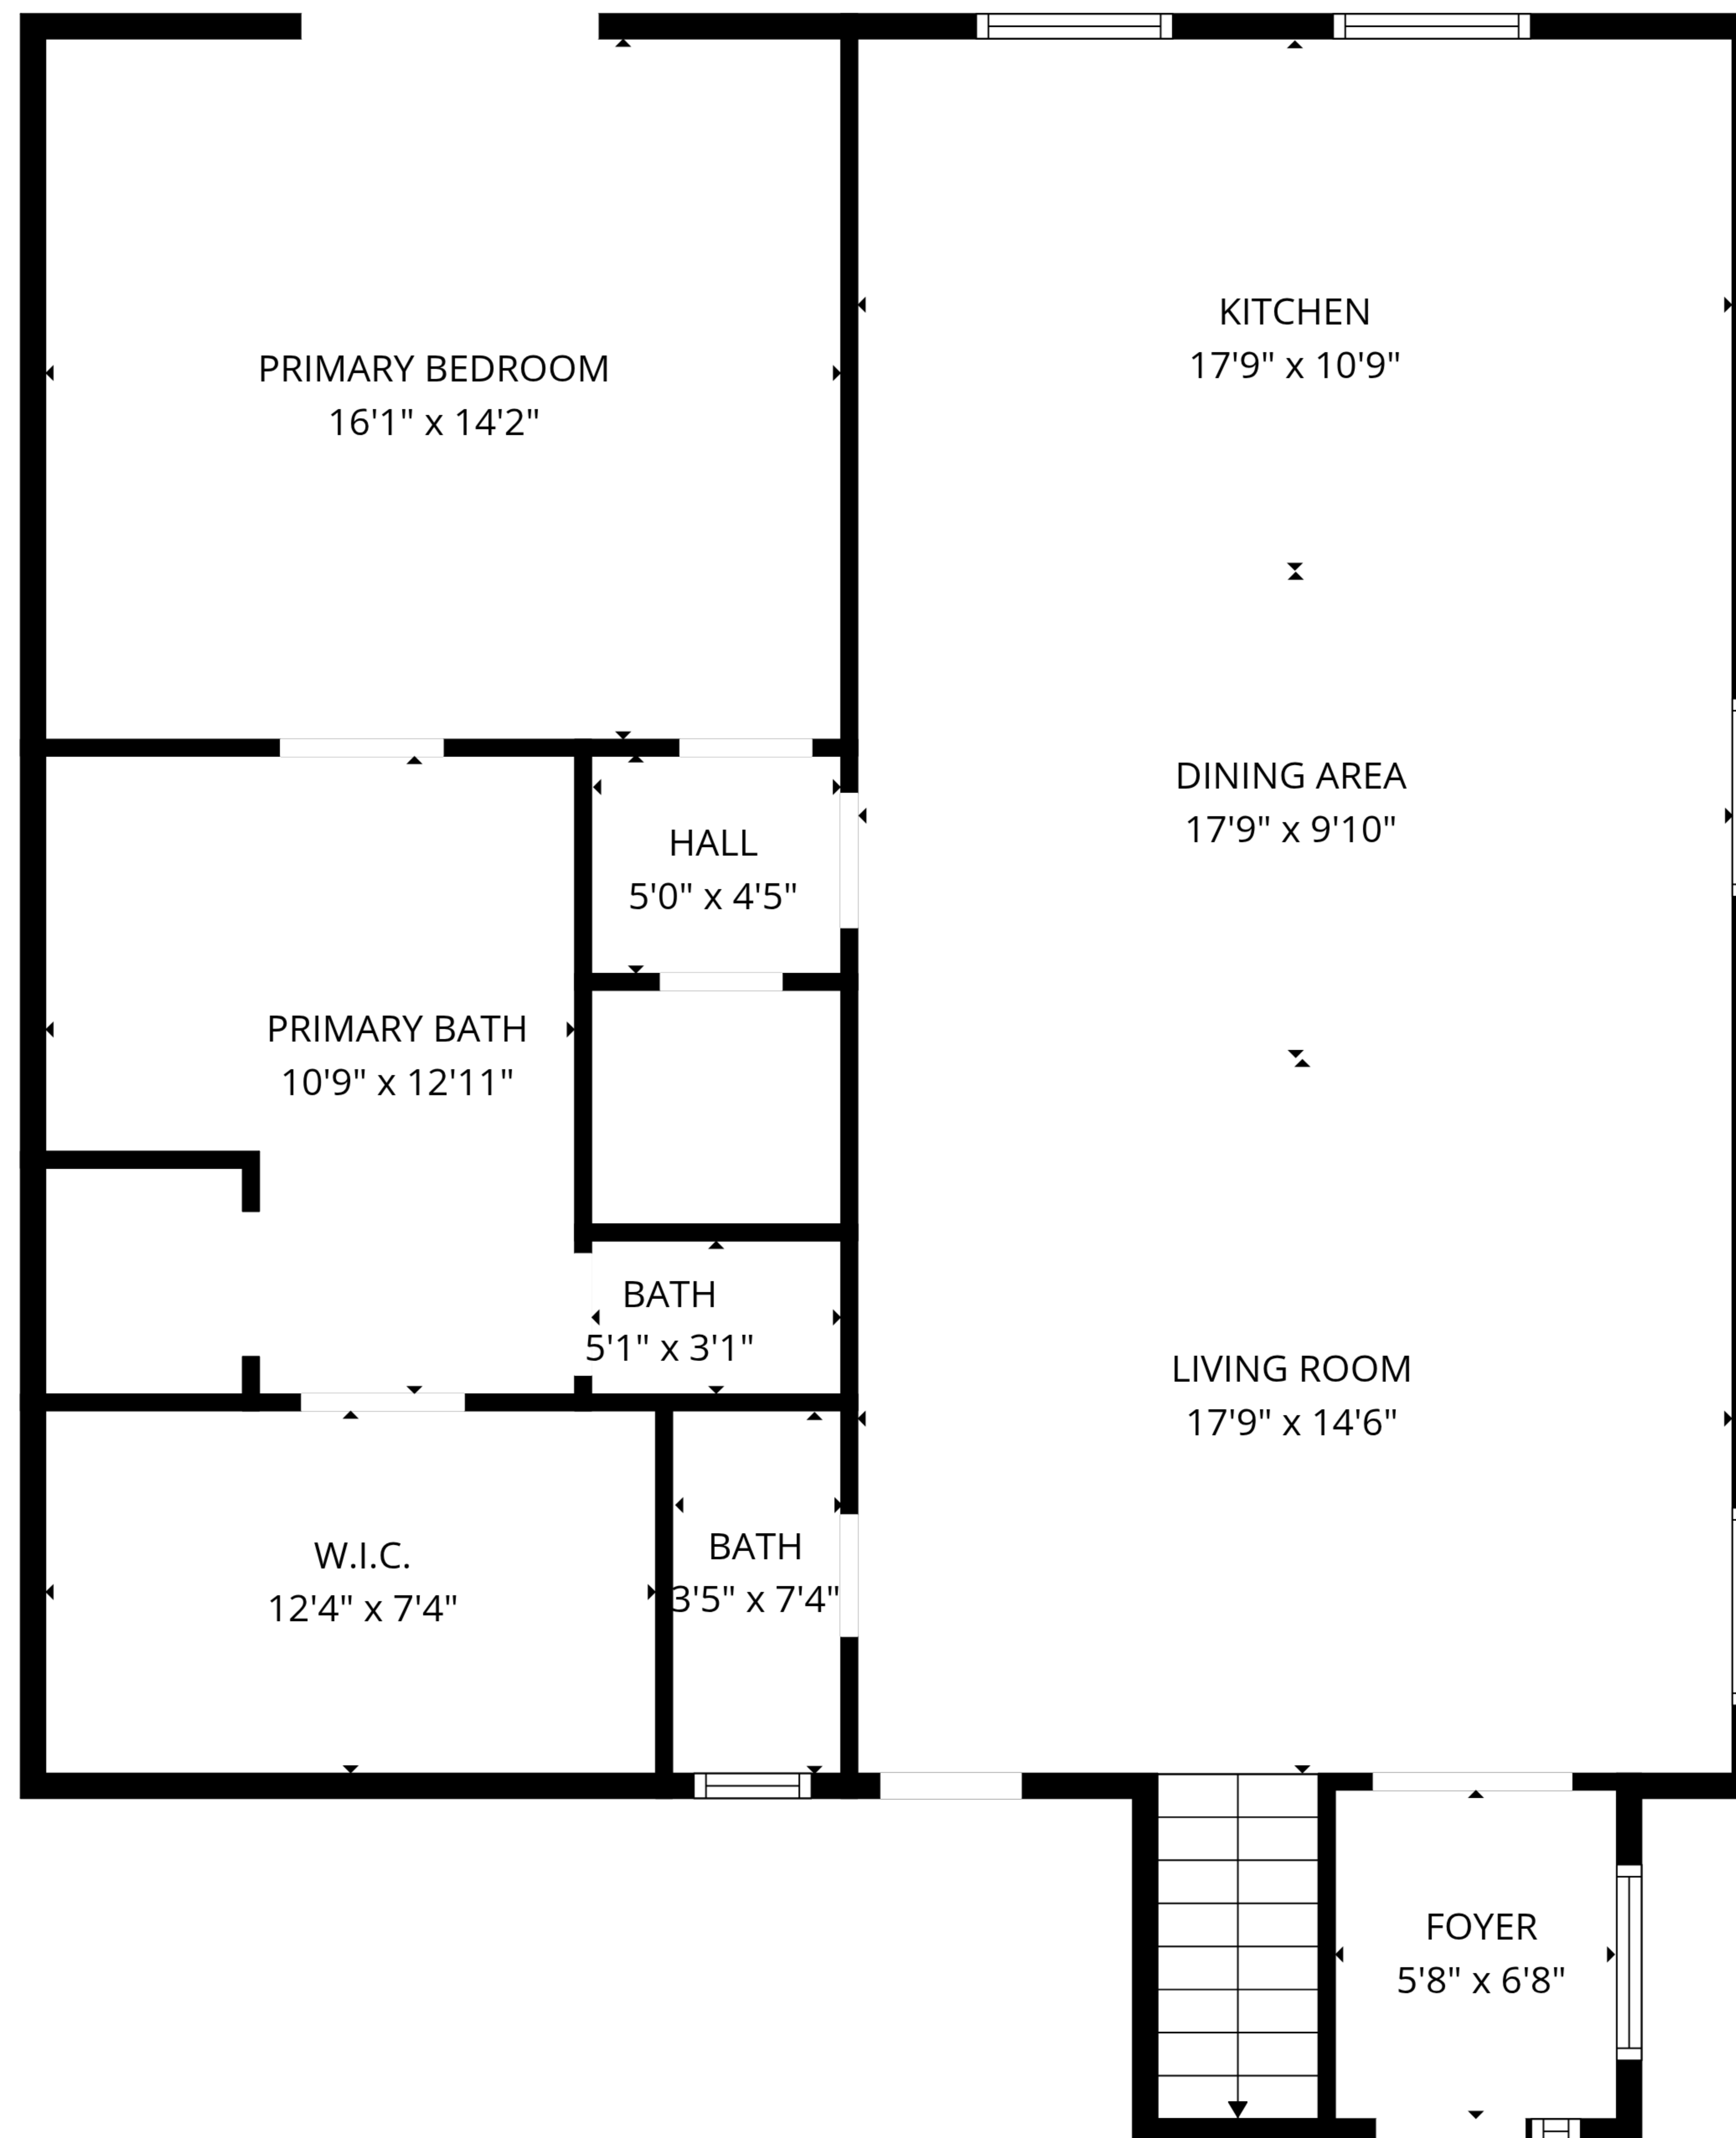 KITCHEN
17'9" x 10'9"
PRIMARY BEDROOM
16'1" x 14'2"
DINING AREA
17'9" x 9'10"
HALL
5'0" x 4'5"
PRIMARY BATH
10'9" x 12'11"
BATH
5'1" x 3'1"
LIVING ROOM
17'9" x 14'6"
BATH
3'5" x 7'4"
W.I.C.
12'4" x 7'4"
FOYER
5'8" x 6'8"